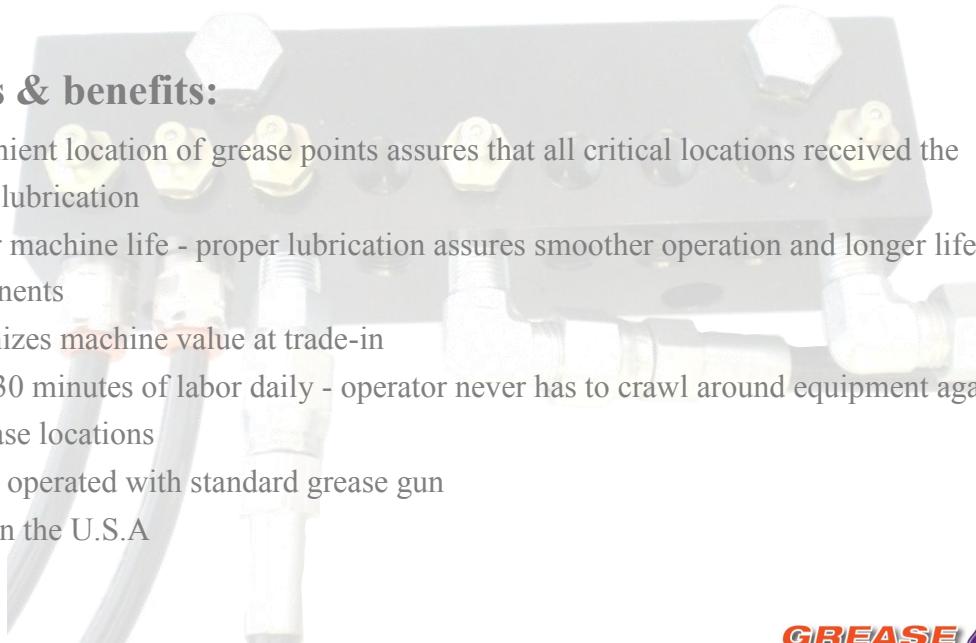 s & benefits:
nient location of grease points assures that all critical locations received the
lubrication
r machine life - proper lubrication assures smoother operation and longer life
nents
nizes machine value at trade-in
30 minutes of labor daily - operator never has to crawl around equipment aga
ase locations
operated with standard grease gun
n the U.S.A
GREASE